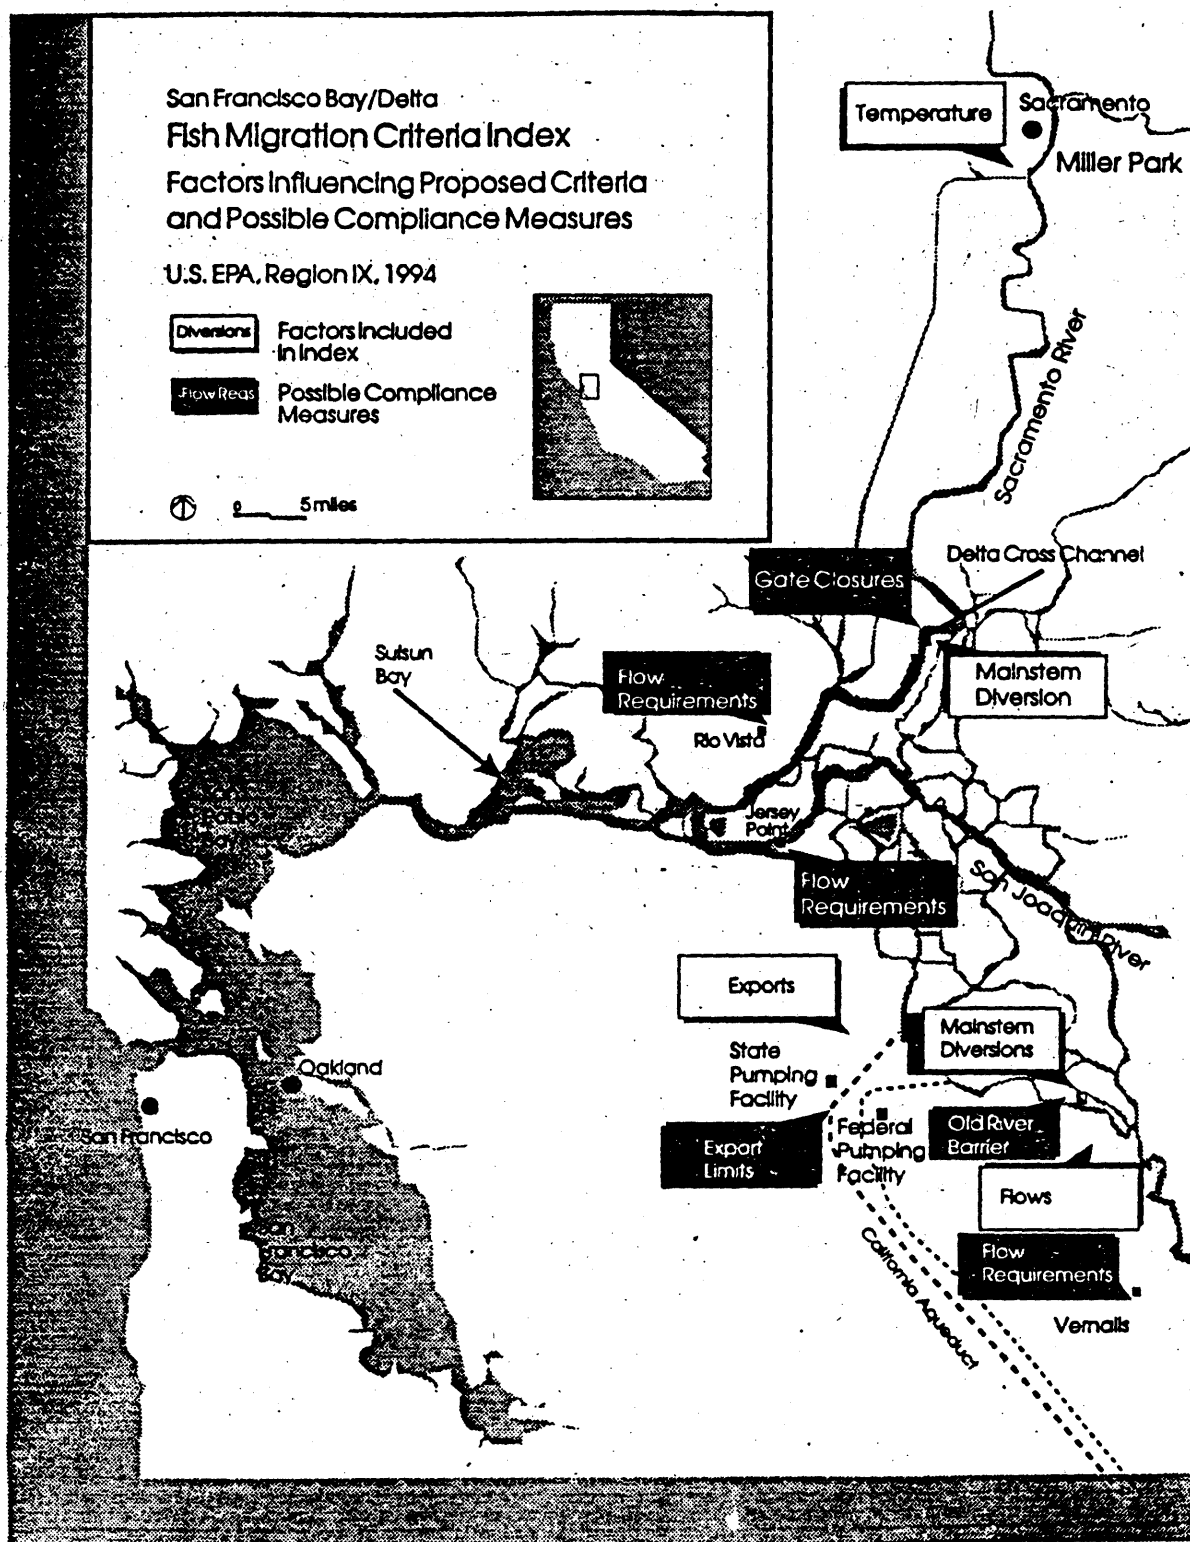 San Francisco Bay/Delta
Fish Migration Criteria Index
Factors Influencing Proposed Criteria
and Possible Compliance Measures
U.S. EPA, Region IX, 1994
Diversions
Factors Included
in Index
Flow Reqs
Possible Compliance
Measures
0
5 miles
Temperature
Sacramento
Miller Park
Sacramento River
Delta Cross Channel
Gate Closures
Mainstem
Diversion
Suisun
Bay
Flow
Requirements
Rio Vista
San
Pablo
Bay
Jersey
Point
Flow
Requirements
San Joaquin River
Exports
Mainstem
Diversions
State
Pumping
Facility
Oakland
San Francisco
Export
Limits
Federal
Pumping
Facility
Old River
Barrier
Flows
San
Francisco
Bay
Flow
Requirements
California Aqueduct
Vernalis